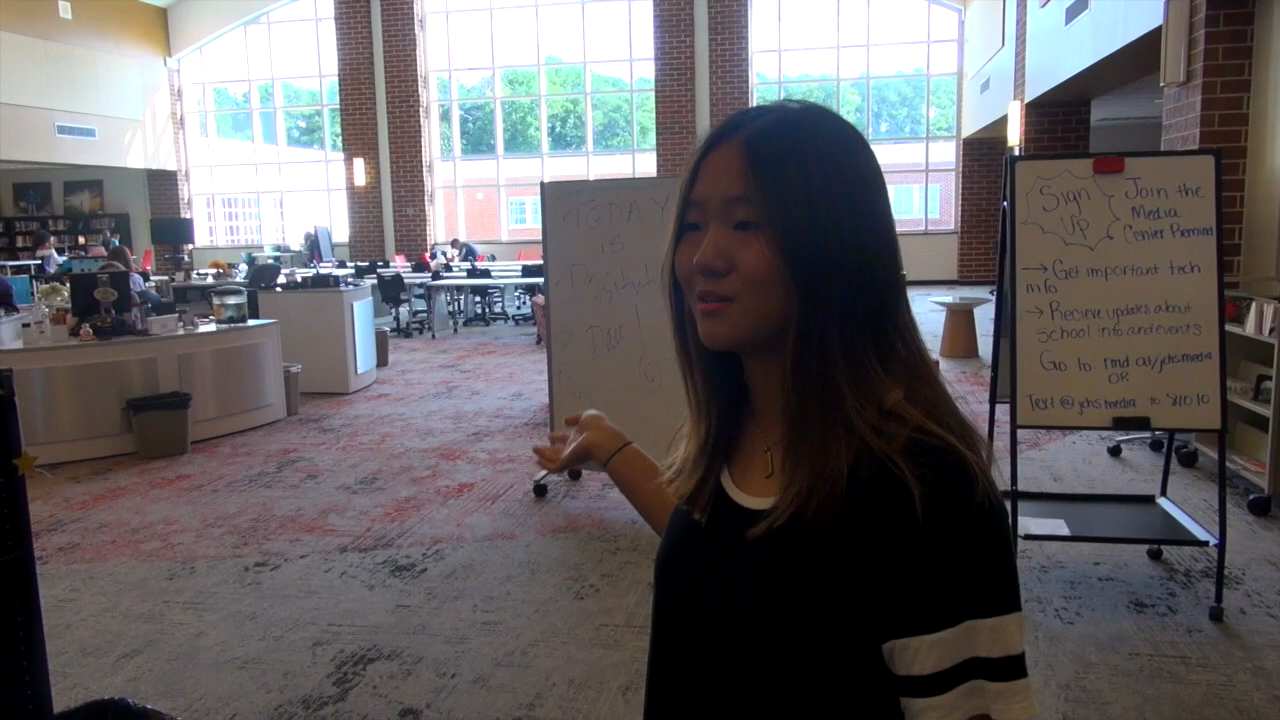 TODAY
is
Sign
UP
Join the
Media
Center Remind
→ Get important tech
info
→ Recieve updates about
school info and events
Go to rmd.at/jchsmedia
OR
Text @jchsmedia to 81010